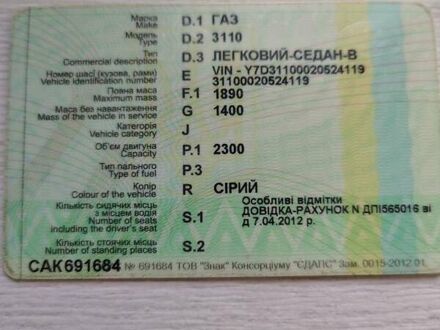 Марка D.1 ГАЗ
Make
Модель D.2 3110
Type
D.3 ЛЕГКОВИЙ-СЕДАН-В
Commercial description
Номер шасі (кузова, рами) E VIN - Y7D31100020524119
Vehicle identification number 31100020524119
Повна маса F.1 1890
Maximum mass
Маса без навантаження G 1400
Mass of the vehicle in service
Категорія J
Vehicle category
Об'єм двигуна P.1 2300
Capacity
Тип пального P.3
Type of fuel
Колір R СІРИЙ
Colour of the vehicle
Кількість сидячих місць Особливі відмітки
з місцем водія S.1 ДОВІДКА-РАХУНОК N ДПІ565016 ві
Number of seats д 7.04.2012 р.
including the driver's seat
Кількість стоячих місць S.2
Number of standing places
САК691684 № 691684 ТОВ "Знак" Консорціуму "ЄДАПС" Зам. 0015-2012.01